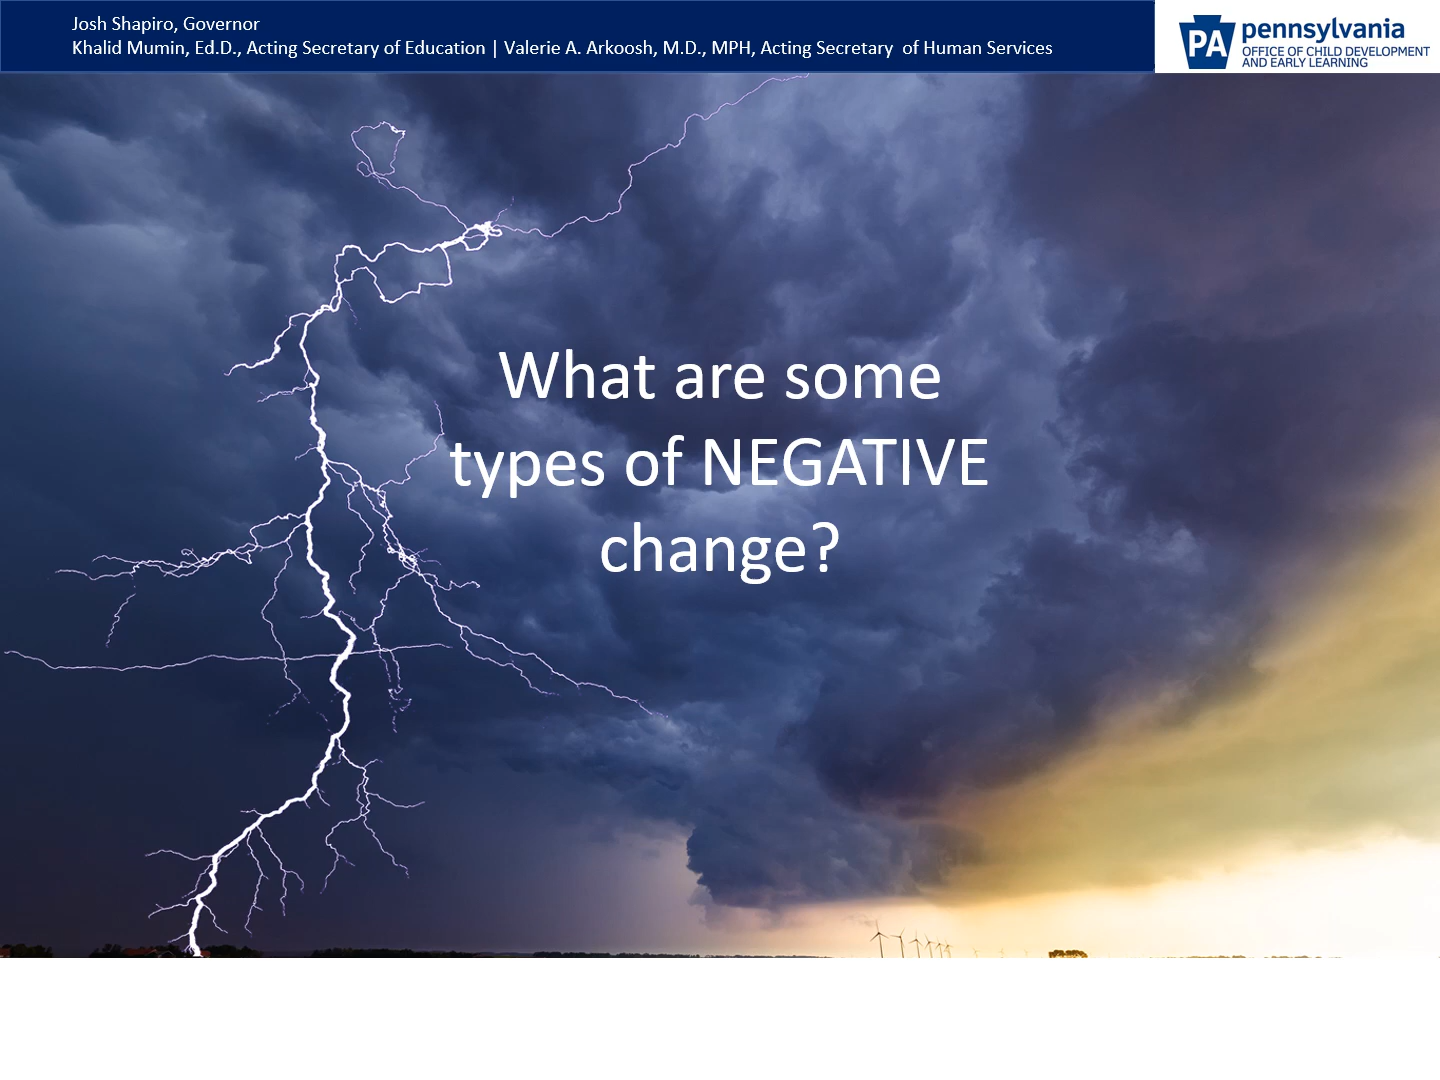 Josh Shapiro, Governor
Khalid Mumin, Ed.D., Acting Secretary of Education | Valerie A. Arkoosh, M.D., MPH, Acting Secretary  of Human Services
PA
pennsylvania
OFFICE OF CHILD DEVELOPMENT
AND EARLY LEARNING
What are some
types of NEGATIVE
change?